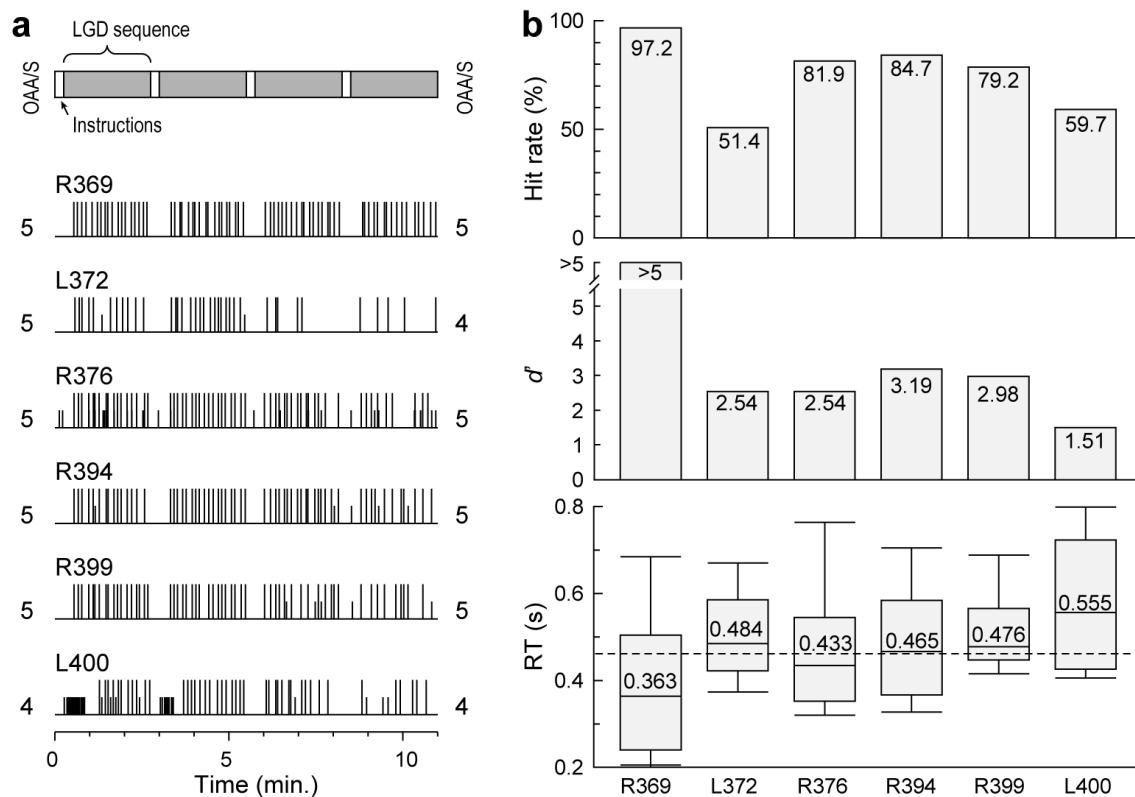 a
LGD sequence
OAA/S
OAA/S
Instructions
R369
5
5
L372
5
4
R376
5
5
R394
5
5
R399
5
5
L400
4
4
0
5
10
Time (min.)
b
100
50
0
Hit rate (%)
97.2
51.4
81.9
84.7
79.2
59.7
>5
5
4
3
2
1
0
d'
>5
2.54
2.54
3.19
2.98
1.51
0.8
0.6
0.4
0.2
RT (s)
0.363
0.484
0.433
0.465
0.476
0.555
R369 L372 R376 R394 R399 L400